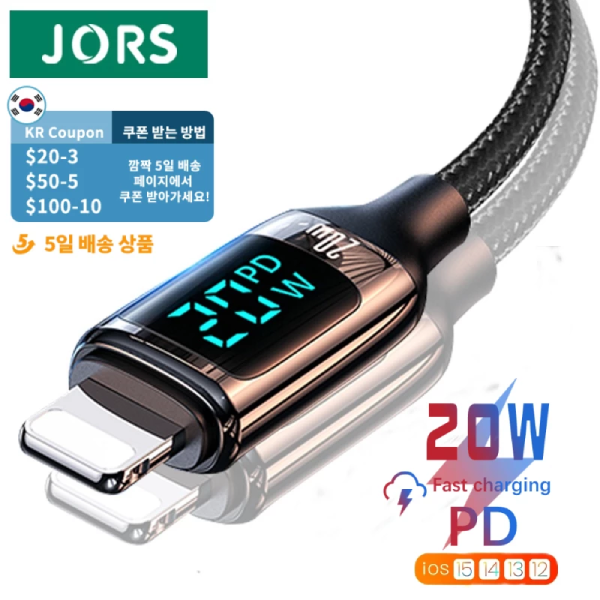 JORS
KR Coupon
쿠폰 받는 방법
$20-3
$50-5
$100-10
깜짝 5일 배송
페이지에서
쿠폰 받아가세요!
5 5일 배송 상품
20W
20 PD W
20W
Fast charging
PD
iOS 15 14 13 12